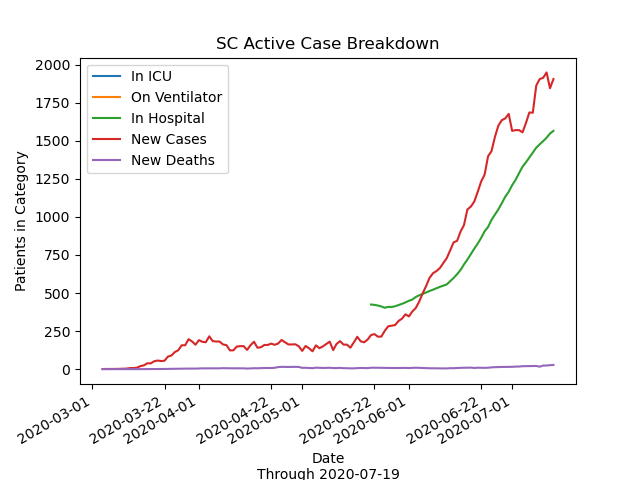 SC Active Case Breakdown
In ICU
On Ventilator
In Hospital
New Cases
New Deaths
Patients in Category
2000
1750
1500
1250
1000
750
500
250
0
2020-03-01
2020-03-22
2020-04-01
2020-04-22
2020-05-01
2020-05-22
2020-06-01
2020-06-22
2020-07-01
Date
Through 2020-07-19